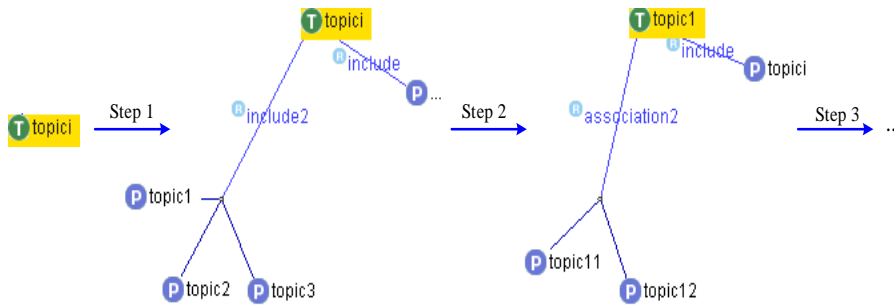 T topici
Step 1
T topici
R include
P ...
R include2
P topic1
P topic2
P topic3
Step 2
T topic1
R include
P topici
R association2
P topic11
P topic12
Step 3
...